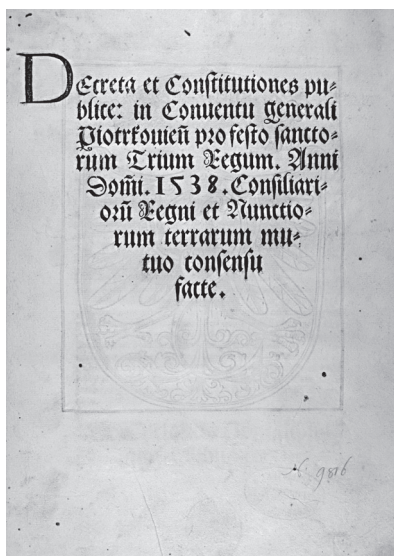 DEcreta et Constitutiones pu⸗
blice: in Conuentu generali
Piotrkouieñ pro festo sancto⸗
rum Trium Regum. Anni
Dom̃i. 1538. Consiliari⸗
orũ Regni et Nunctio⸗
rum terrarum mu⸗
tuo consensu
facte.
9816